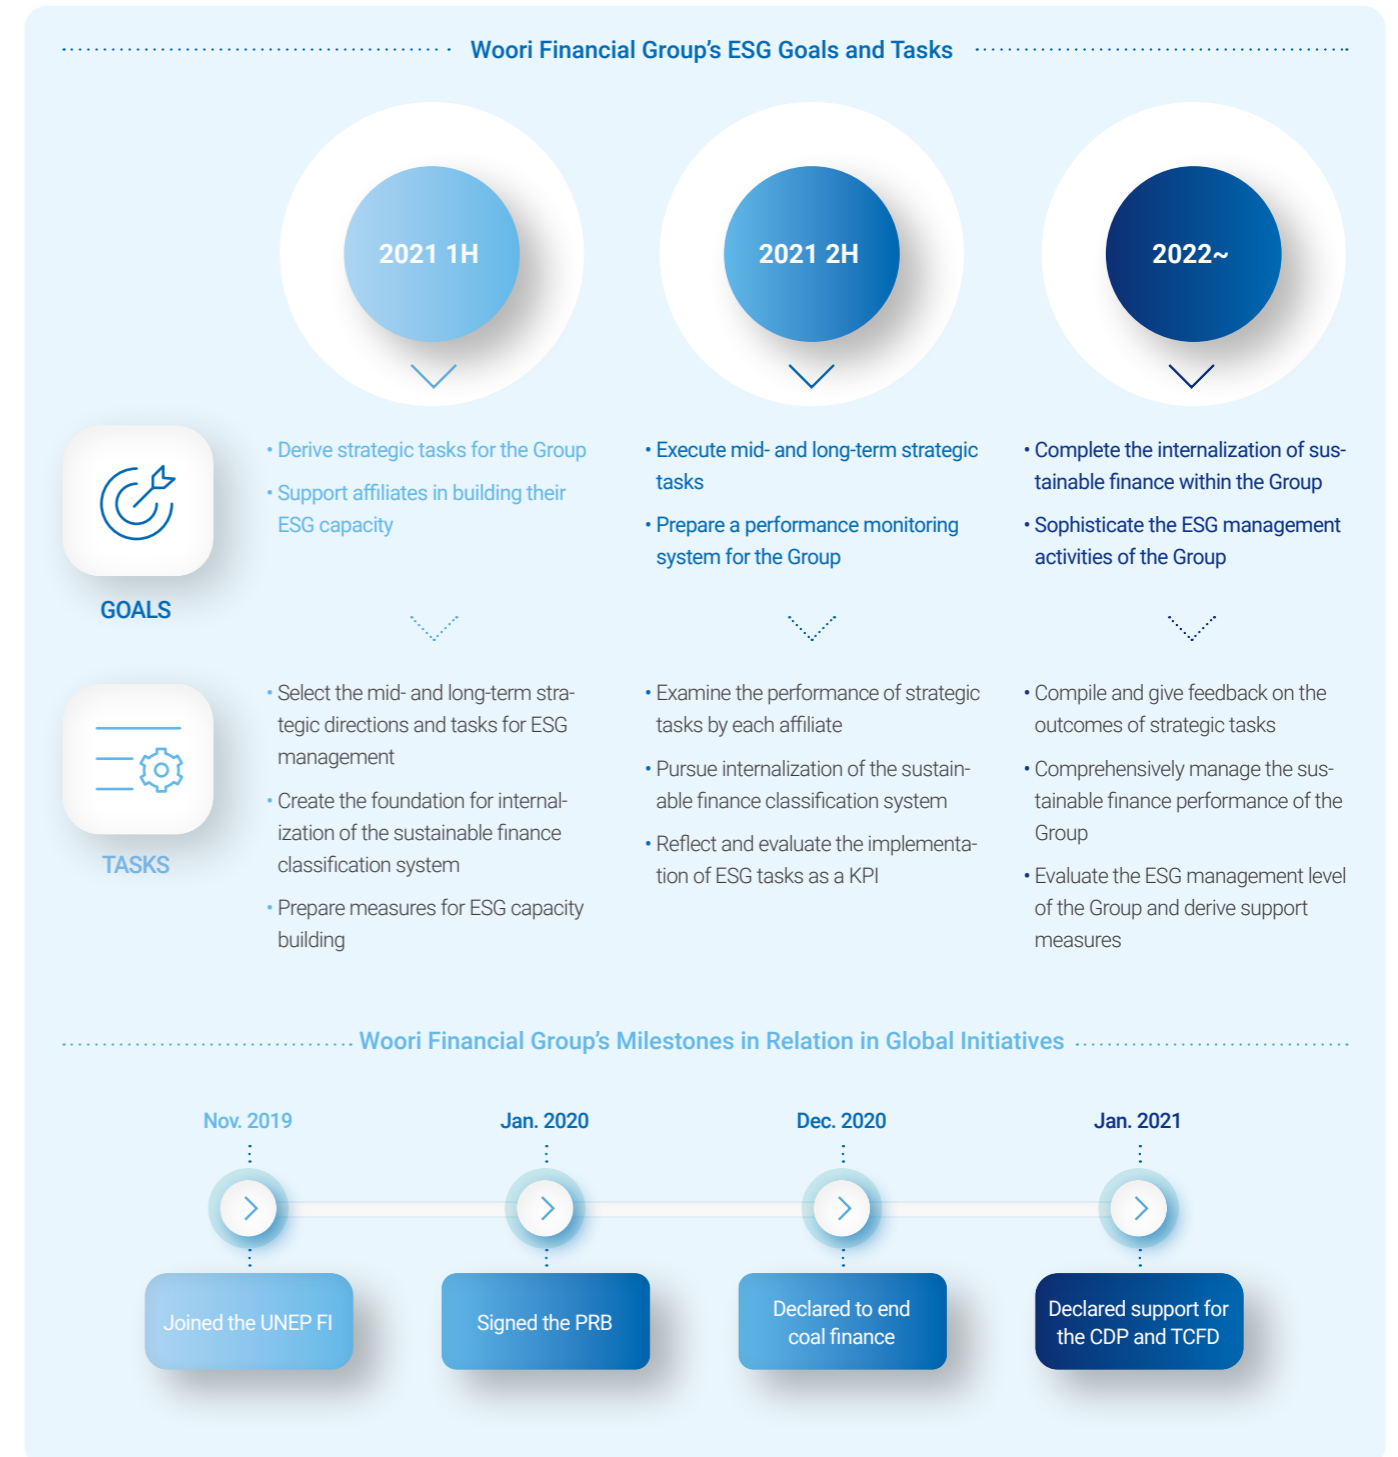 Woori Financial Group's ESG Goals and Tasks
2021 1H
2021 2H
2022~
GOALS
• Derive strategic tasks for the Group
• Support affiliates in building their
ESG capacity
• Execute mid- and long-term strategic
tasks
• Prepare a performance monitoring
system for the Group
• Complete the internalization of sus-
tainable finance within the Group
• Sophisticate the ESG management
activities of the Group
TASKS
• Select the mid- and long-term stra-
tegic directions and tasks for ESG
management
• Create the foundation for internal-
ization of the sustainable finance
classification system
• Prepare measures for ESG capacity
building
• Examine the performance of strategic
tasks by each affiliate
• Pursue internalization of the sustain-
able finance classification system
• Reflect and evaluate the implementa-
tion of ESG tasks as a KPI
• Compile and give feedback on the
outcomes of strategic tasks
• Comprehensively manage the sus-
tainable finance performance of the
Group
• Evaluate the ESG management level
of the Group and derive support
measures
Woori Financial Group's Milestones in Relation in Global Initiatives
Nov. 2019
Joined the UNEP FI
Jan. 2020
Signed the PRB
Dec. 2020
Declared to end
coal finance
Jan. 2021
Declared support for
the CDP and TCFD